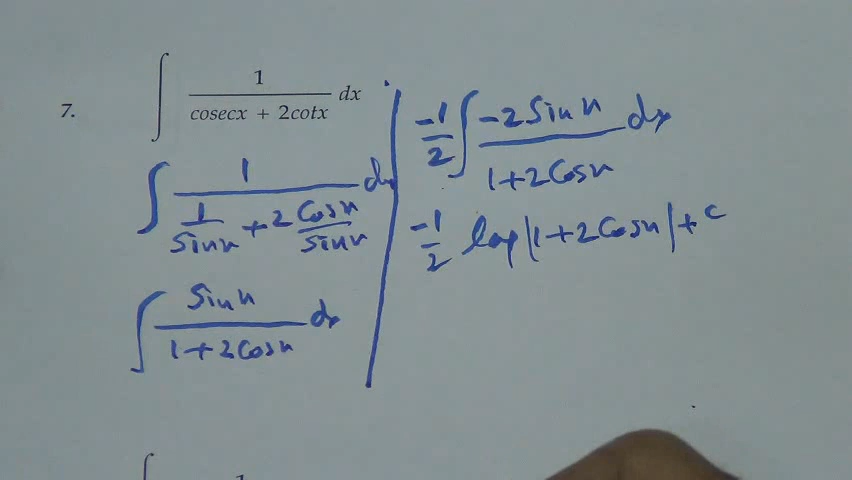 7. ∫ 1/(cosecx + 2cotx) dx
∫ 1/(1/sinx + 2 cosx/sinx) dx
∫ sinx/(1+2cosx) dx
-1/2 ∫ -2sinx/(1+2cosx) dx
-1/2 log|1+2cosx|+c